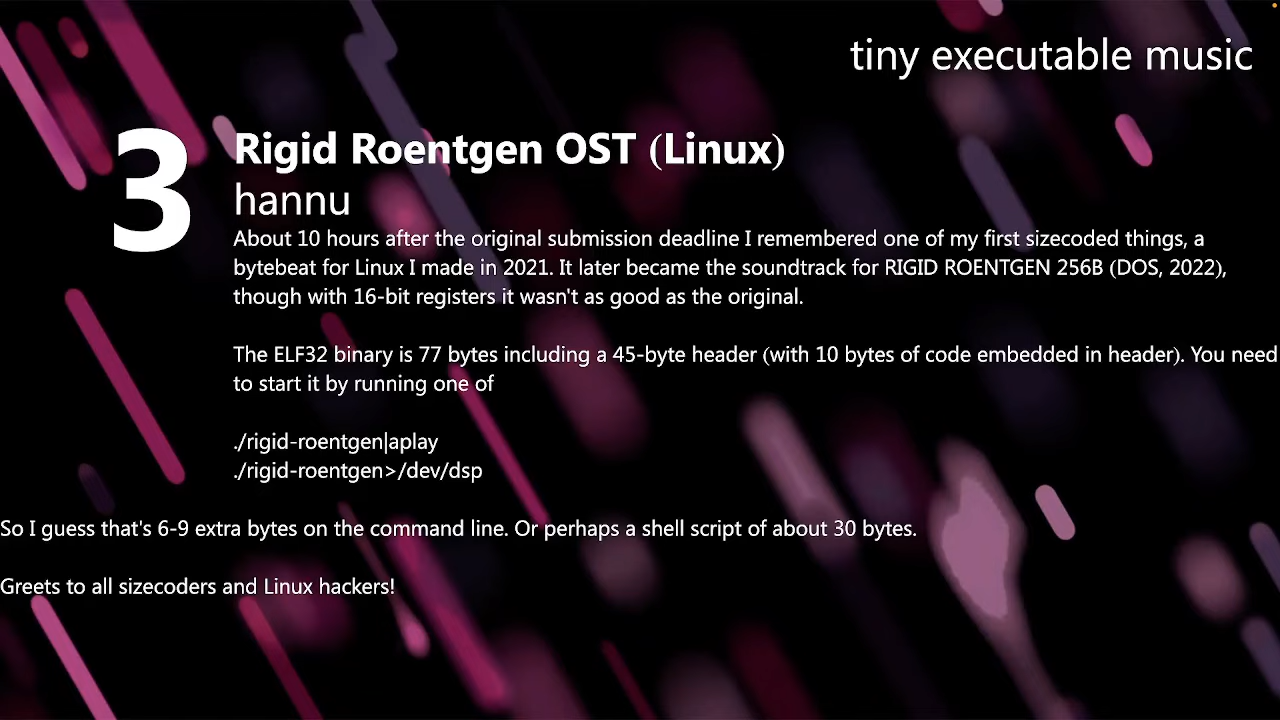 tiny executable music
3
Rigid Roentgen OST (Linux)
hannu
About 10 hours after the original submission deadline I remembered one of my first sizecoded things, a
bytebeat for Linux I made in 2021. It later became the soundtrack for RIGID ROENTGEN 256B (DOS, 2022),
though with 16-bit registers it wasn't as good as the original.
The ELF32 binary is 77 bytes including a 45-byte header (with 10 bytes of code embedded in header). You need
to start it by running one of
./rigid-roentgen|aplay
./rigid-roentgen>/dev/dsp
So I guess that's 6-9 extra bytes on the command line. Or perhaps a shell script of about 30 bytes.
Greets to all sizecoders and Linux hackers!